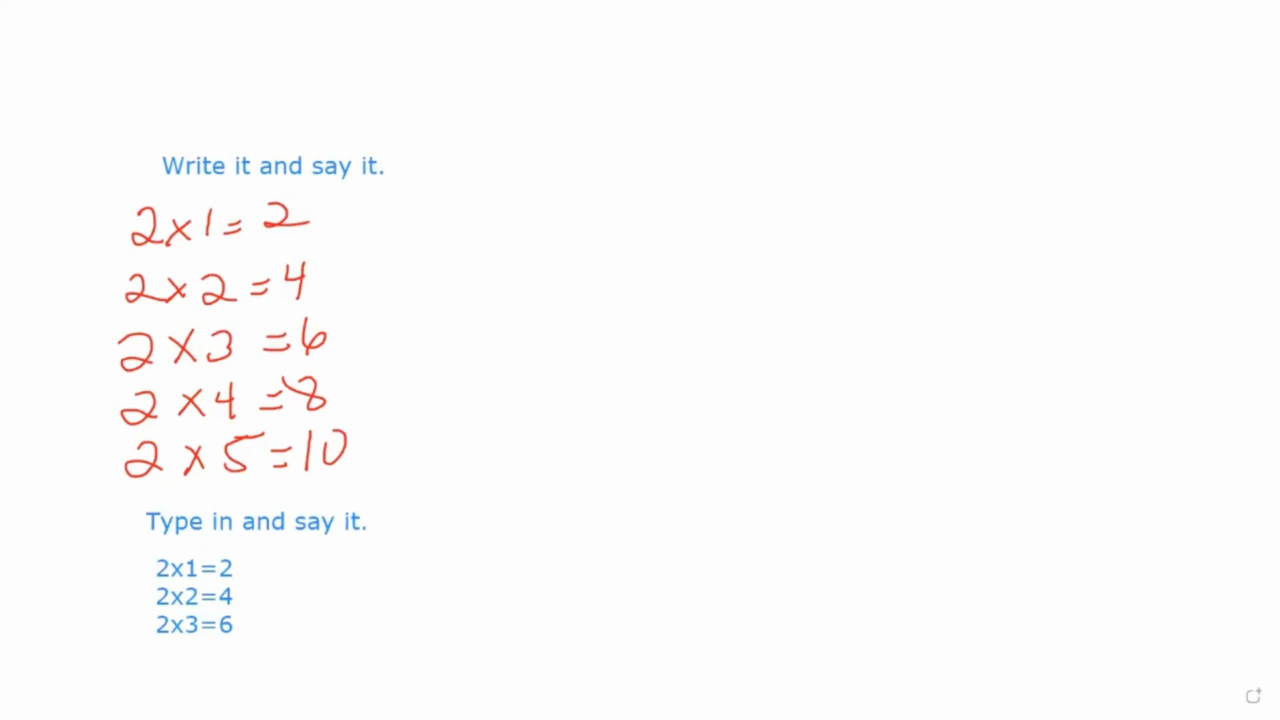 Write it and say it.
2x1=2
2x2=4
2x3=6
2x4=8
2x5=10
Type in and say it.
2x1=2
2x2=4
2x3=6